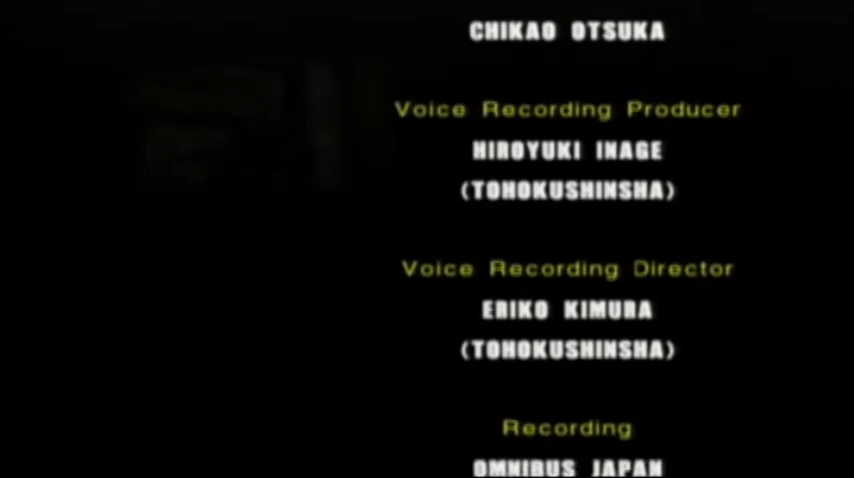 CHIKAO OTSUKA
Voice Recording Producer
HIROYUKI INAGE
(TOHOKUSHINSHA)
Voice Recording Director
ERIKO KIMURA
(TOHOKUSHINSHA)
Recording
OMNIBUS JAPAN